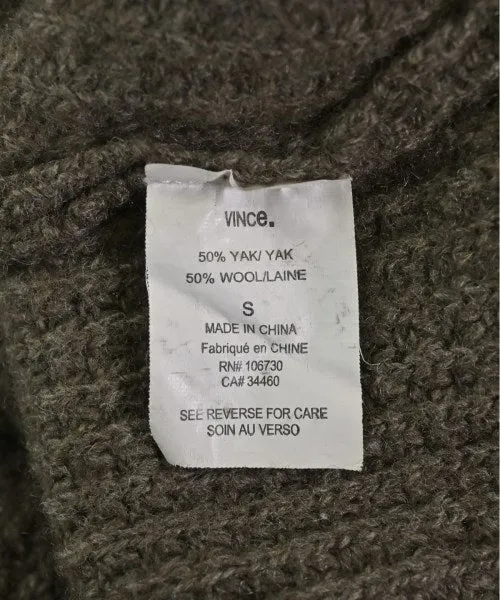 VINCe.
50% YAK/ YAK
50% WOOL/LAINE
S
MADE IN CHINA
Fabriqué en CHINE
RN# 106730
CA# 34460
SEE REVERSE FOR CARE
SOIN AU VERSO